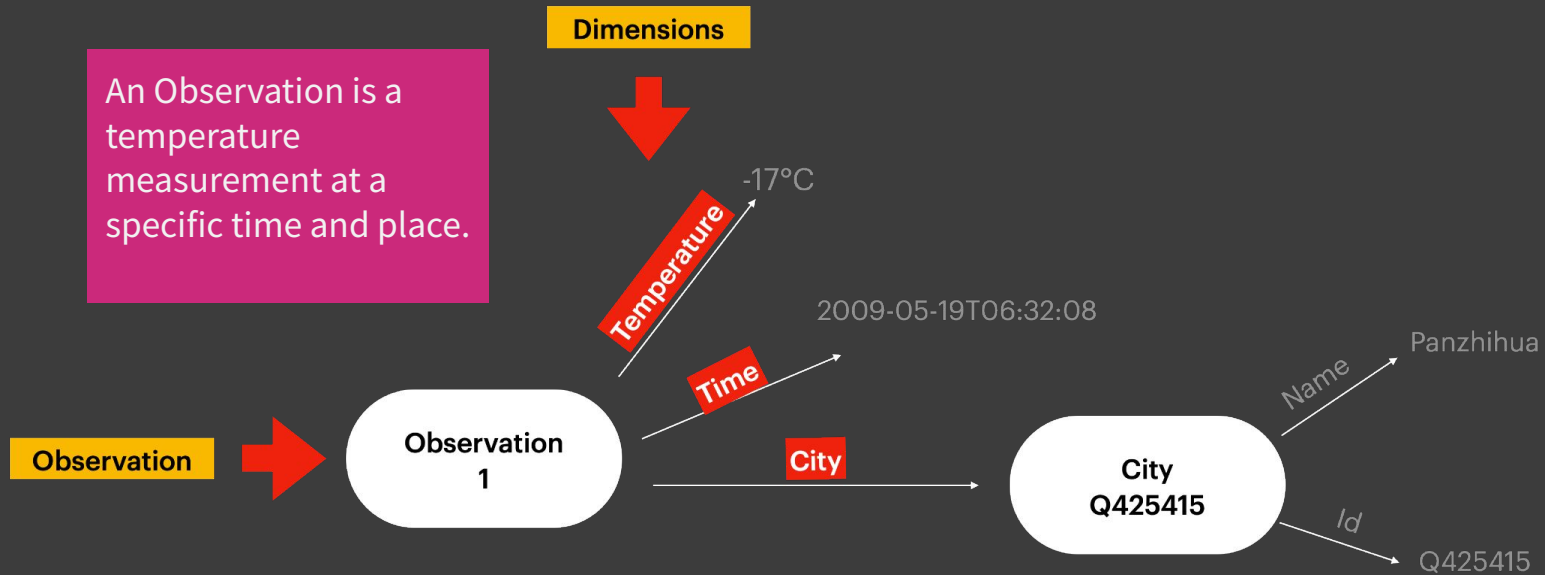 Dimensions
An Observation is a
temperature
measurement at a
specific time and place.
-17°C
Temperature
2009-05-19T06:32:08
Time
Panzhihua
Name
Observation
Observation
1
City
City
Q425415
Id
Q425415